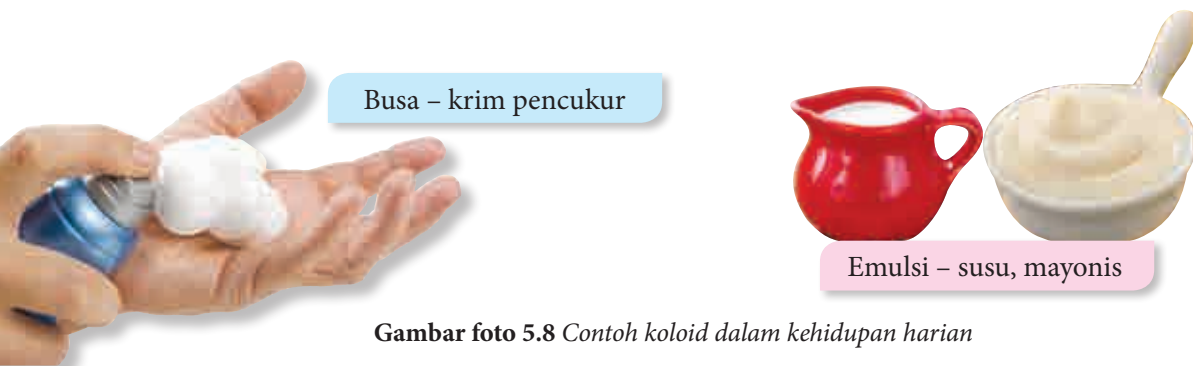 Busa – krim pencukur
Emulsi – susu, mayonis
Gambar foto 5.8 Contoh koloid dalam kehidupan harian